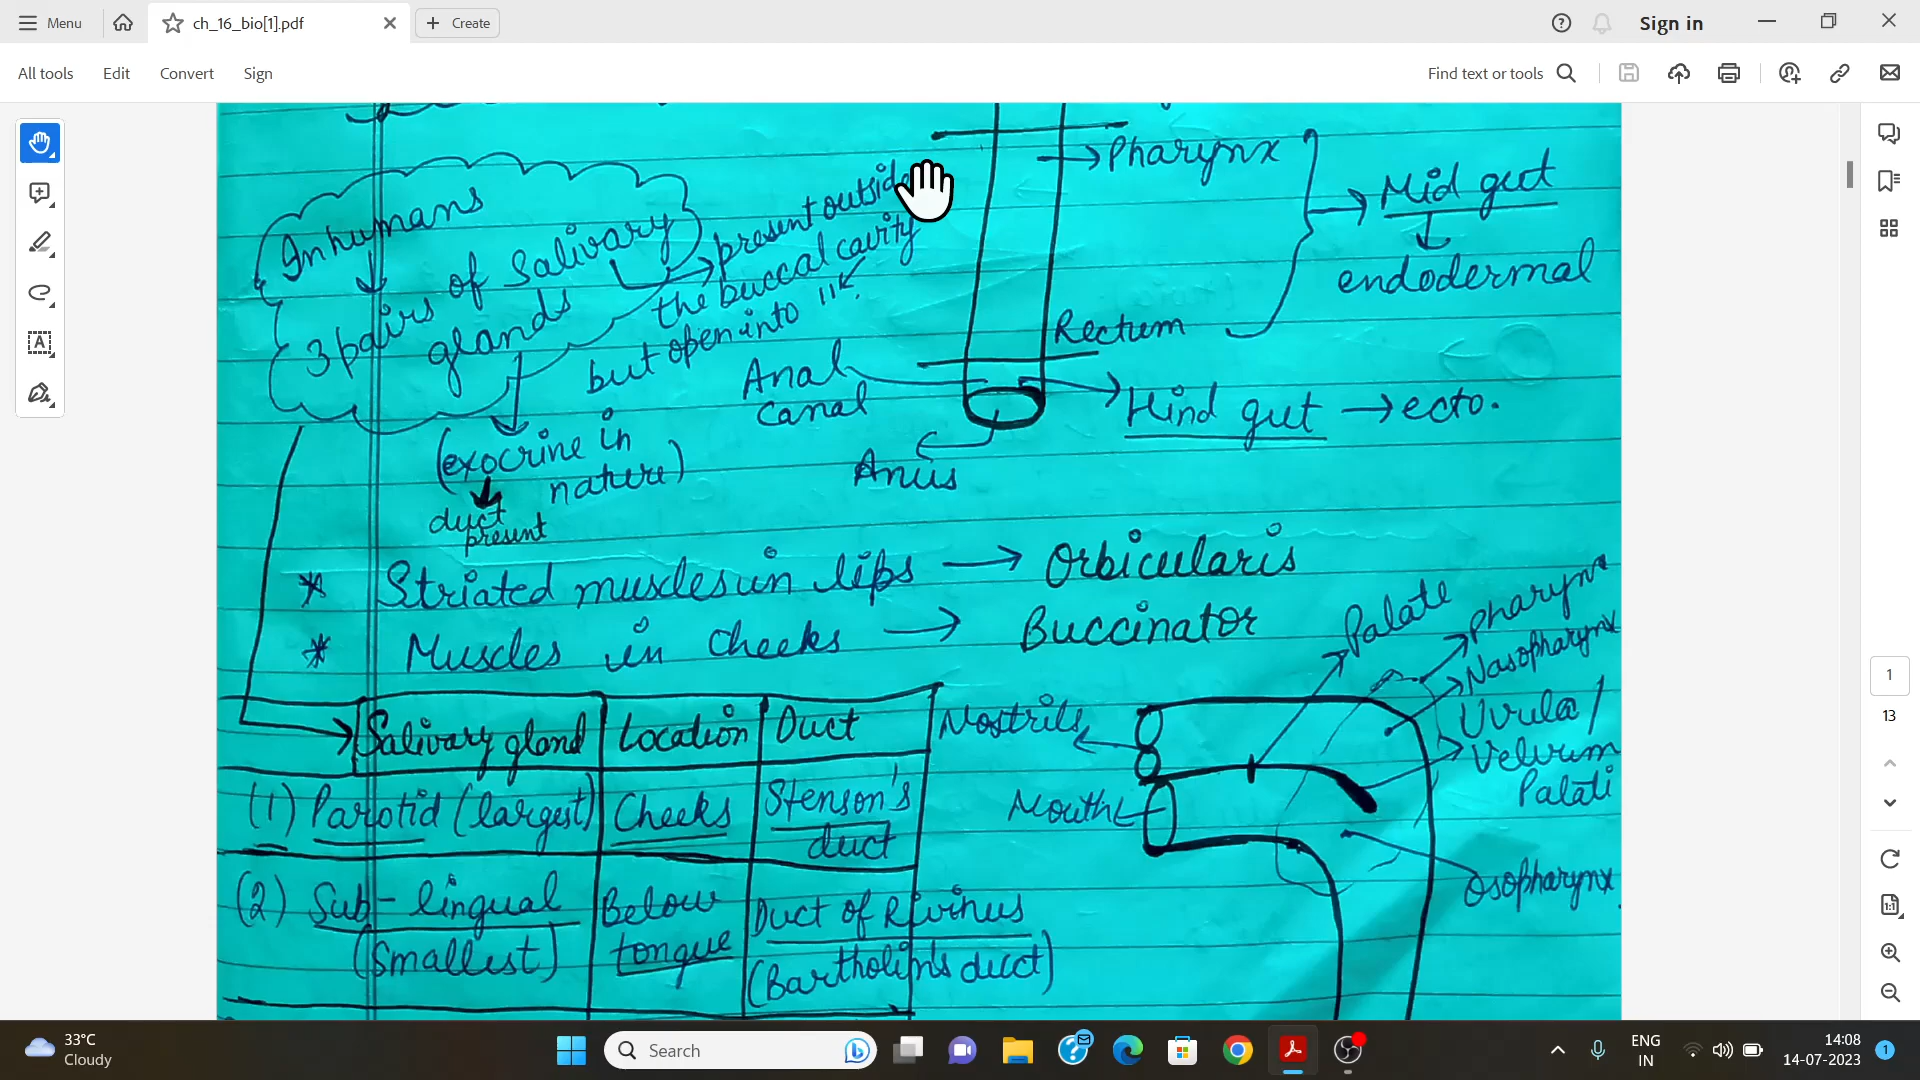 Menu
ch_16_bio[1].pdf
Create
Sign in
All tools
Edit
Convert
Sign
Find text or tools
Pharynx
Mid gut
endodermal
In humans
3 pairs of Salivary
glands
present outside
the buccal cavity
but open into "
(exocrine in
nature)
duct
present
Rectum
Anal
canal
Hind gut → ecto.
Anus
* Striated muscles in lips → Orbicularis
* Muscles in Cheeks → Buccinator
Palate
Pharynx
Nasopharynx
Uvula /
Velvum
Palati
Nostrils
Mouth
Osopharynx
Salivary gland Location Duct
(1) Parotid (largest) Cheeks Stenson's
duct
(2) Sub-lingual Below Duct of Rivinus
(Smallest) tongue (Bartholin's duct)
1
13
33°C
Cloudy
Search
ENG
IN
14:08
14-07-2023
1